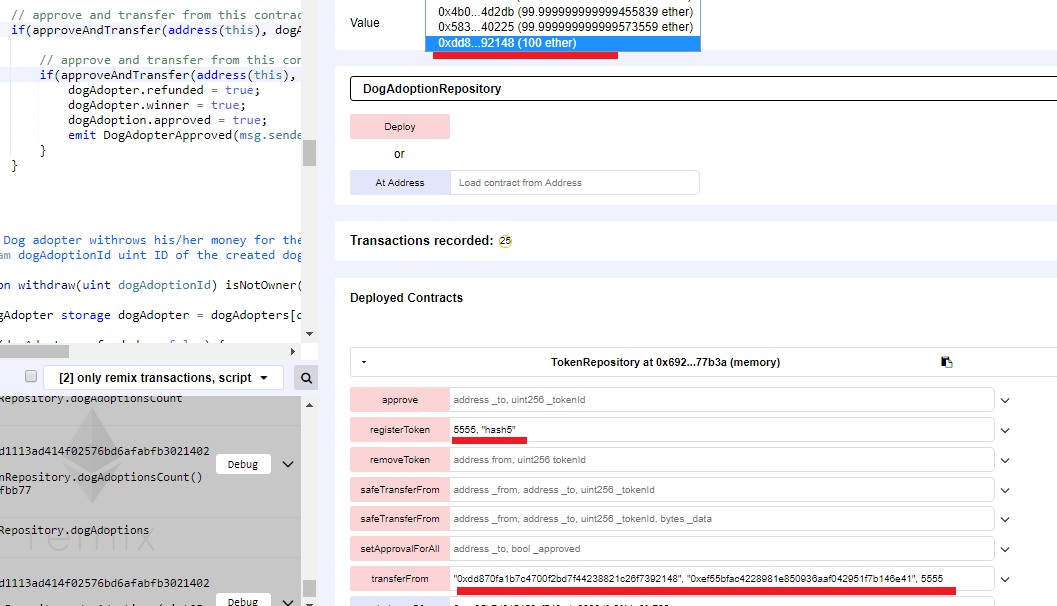 // approve and transfer from this contrac
if(approveAndTransfer(address(this), dogA
// approve and transfer from this con
if(approveAndTransfer(address(this),
dogAdopter.refunded = true;
dogAdopter.winner = true;
dogAdoption.approved = true;
emit DogAdopterApproved(msg.sende
}
}
Dog adopter withrows his/her money for the
am dogAdoptionId uint ID of the created dog
on withdraw(uint dogAdoptionId) isNotOwner(
gAdopter storage dogAdopter = dogAdopters[d
[2] only remix transactions, script
Repository.dogAdoptionsCount
d1113ad414f02576bd6afabfb3021402
Debug
nRepository.dogAdoptionsCount()
fbb77
Repository.dogAdoptions
remix
d1113ad414f02576bd6afabfb3021402
Debug
Value
0x4b0...4d2db (99.999999999999455839 ether)
0x583...40225 (99.999999999999573559 ether)
0xdd8...92148 (100 ether)
DogAdoptionRepository
Deploy
or
At Address
Load contract from Address
Transactions recorded: 25
Deployed Contracts
TokenRepository at 0x692...77b3a (memory)
approve address _to, uint256 _tokenId
registerToken 5555, "hash5"
removeToken address from, uint256 tokenId
safeTransferFrom address _from, address _to, uint256 _tokenId
safeTransferFrom address _from, address _to, uint256 _tokenId, bytes _data
setApprovalForAll address _to, bool _approved
transferFrom "0xdd870fa1b7c4700f2bd7f44238821c26f7392148", "0xef55bfac4228981e850936aaf042951f7b146e41", 5555